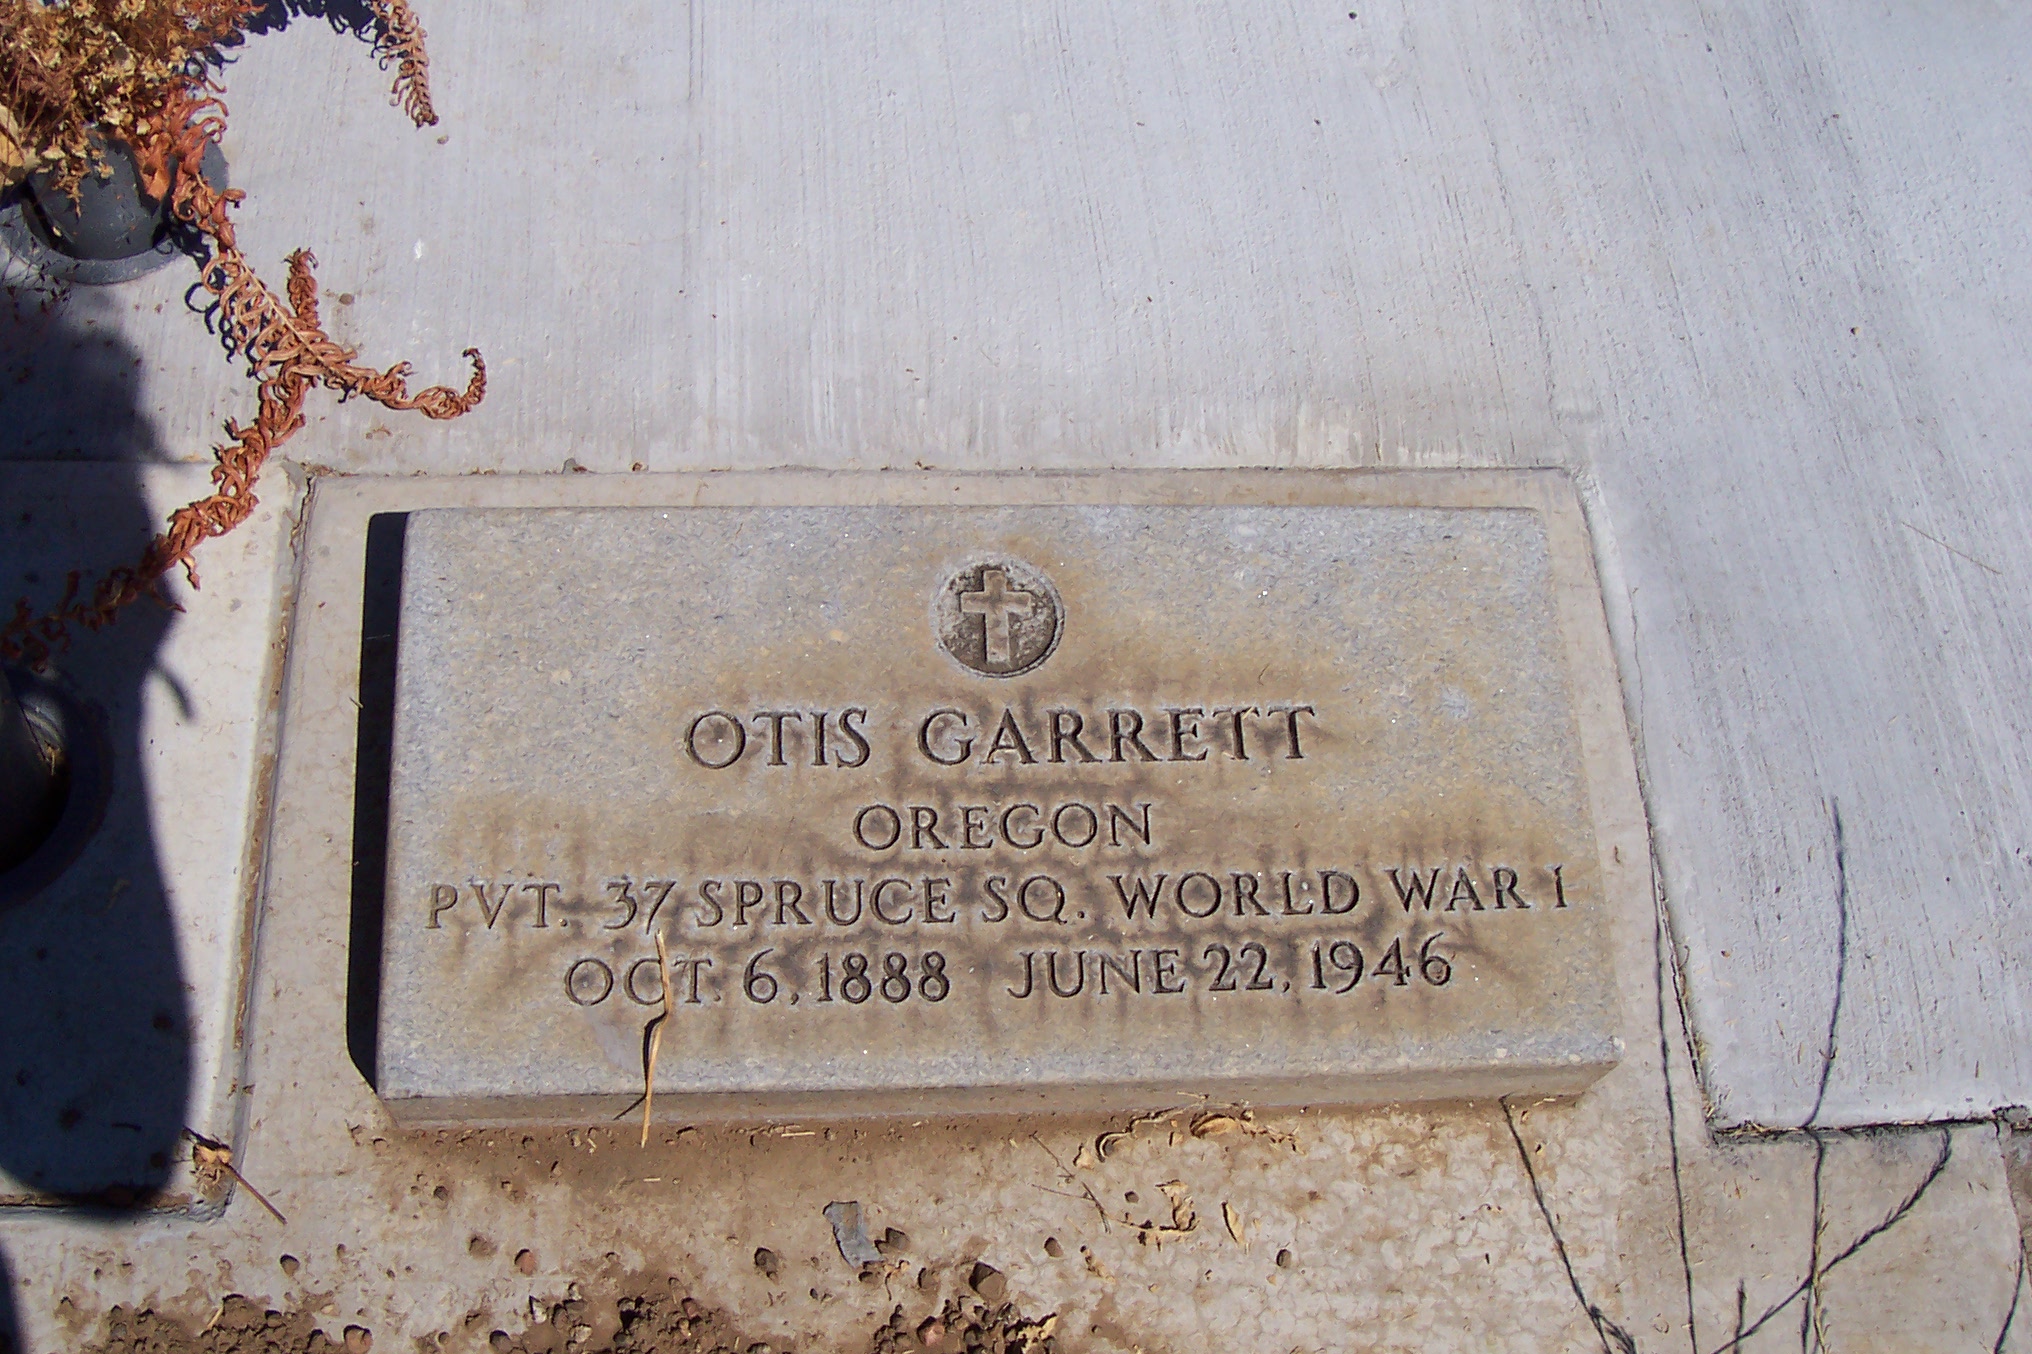 OTIS GARRETT
OREGON
PVT. 37 SPRUCE SQ. WORLD WAR I
OCT. 6, 1888 JUNE 22, 1946